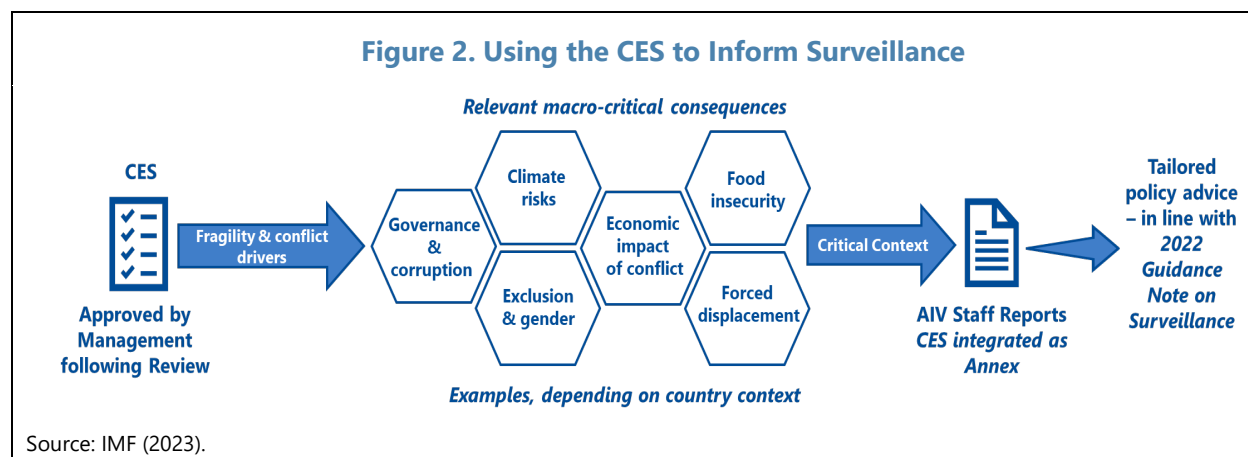 Figure 2. Using the CES to Inform Surveillance
Relevant macro-critical consequences
CES
Approved by
Management
following Review
Fragility & conflict
drivers
Governance
&
corruption
Climate
risks
Exclusion
& gender
Economic
impact
of conflict
Food
insecurity
Forced
displacement
Examples, depending on country context
Critical Context
AIV Staff Reports
CES integrated as
Annex
Tailored
policy advice
– in line with
2022
Guidance
Note on
Surveillance
Source: IMF (2023).